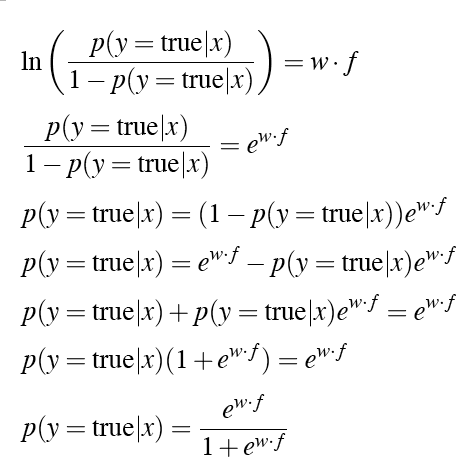 ln(p(y = true|x) / 1 − p(y = true|x)) = w · f
p(y = true|x) / 1 − p(y = true|x) = e^{w·f}
p(y = true|x) = (1 − p(y = true|x))e^{w·f}
p(y = true|x) = e^{w·f} − p(y = true|x)e^{w·f}
p(y = true|x) + p(y = true|x)e^{w·f} = e^{w·f}
p(y = true|x)(1 + e^{w·f}) = e^{w·f}
p(y = true|x) = e^{w·f} / 1 + e^{w·f}